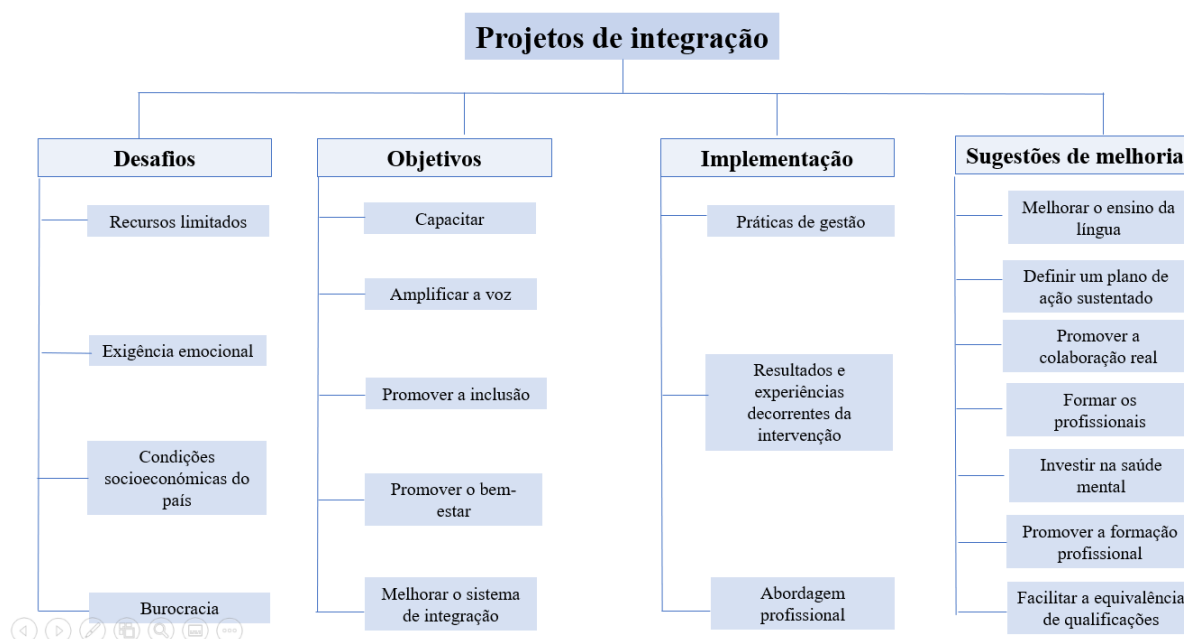 Projetos de integração
Desafios
Recursos limitados
Exigência emocional
Condições
socioeconómicas do
país
Burocracia
Objetivos
Capacitar
Amplificar a voz
Promover a inclusão
Promover o bem-
estar
Melhorar o sistema
de integração
Implementação
Práticas de gestão
Resultados e
experiências
decorrentes da
intervenção
Abordagem
profissional
Sugestões de melhoria
Melhorar o ensino da
língua
Definir um plano de
ação sustentado
Promover a
colaboração real
Formar os
profissionais
Investir na saúde
mental
Promover a formação
profissional
Facilitar a equivalência
de qualificações